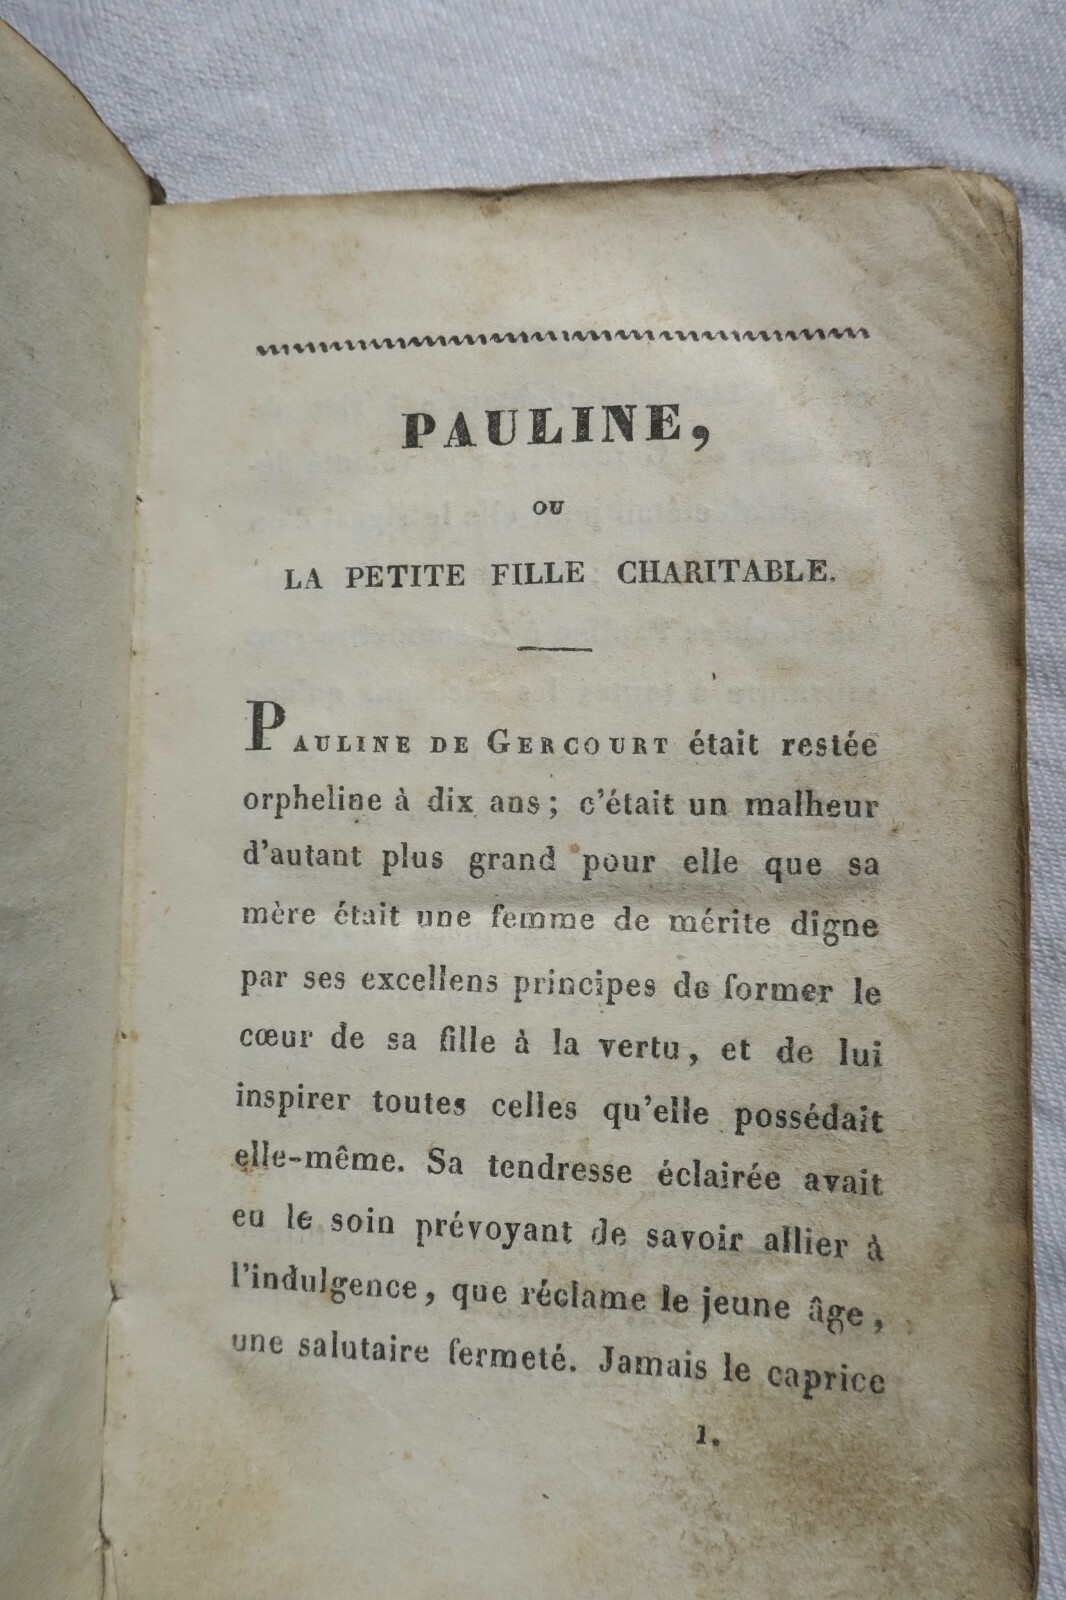 PAULINE,
OU
LA PETITE FILLE CHARITABLE.
PAULINE DE GERCOURT était restée
orpheline à dix ans ; c'était un malheur
d'autant plus grand pour elle que sa
mère était une femme de mérite digne
par ses excellens principes de former le
cœur de sa fille à la vertu, et de lui
inspirer toutes celles qu'elle possédait
elle-même. Sa tendresse éclairée avait
eu le soin prévoyant de savoir allier à
l'indulgence, que réclame le jeune âge,
une salutaire fermeté. Jamais le caprice
1.